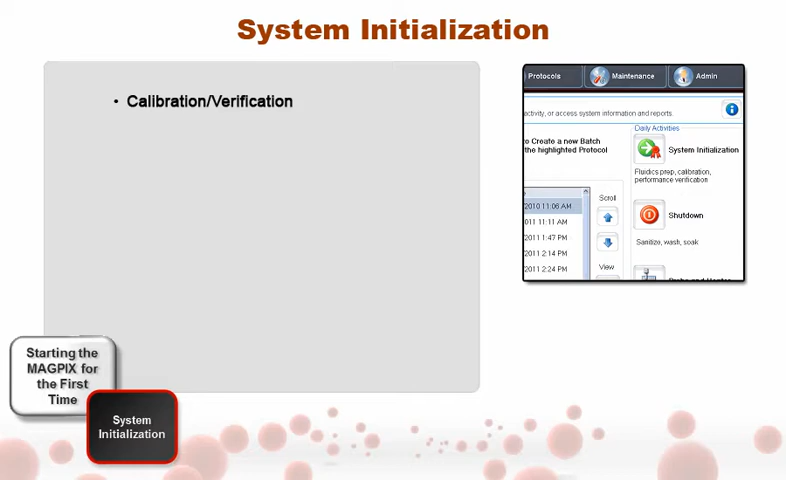 System Initialization
• Calibration/Verification
Protocols
Maintenance
Admin
activity, or access system information and reports.
to Create a new Batch
the highlighted Protocol
Daily Activities
System Initialization
Fluidics prep, calibration,
performance verification
Scroll
2010 11:06 AM
011 11:11 AM
2011 1:47 PM
2011 2:14 PM
2011 2:24 PM
Shutdown
Sanitize, wash, soak
View
Starting the
MAGPIX for
the First
Time
System
Initialization